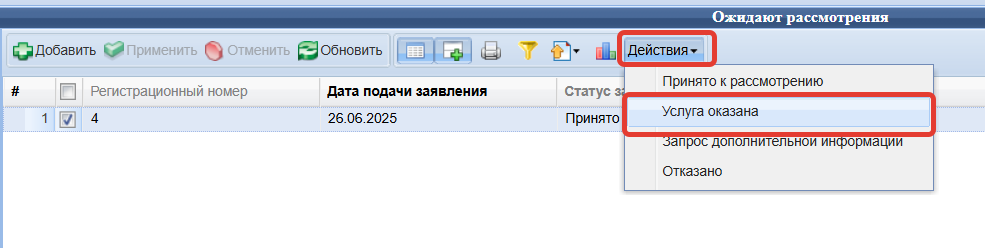 Ожидают рассмотрения
Добавить Применить Отменить Обновить Действия
Принято к рассмотрению
# Регистрационный номер Дата подачи заявления Статус за
Услуга оказана
1 4 26.06.2025 Принято
Запрос дополнительной информации
Отказано